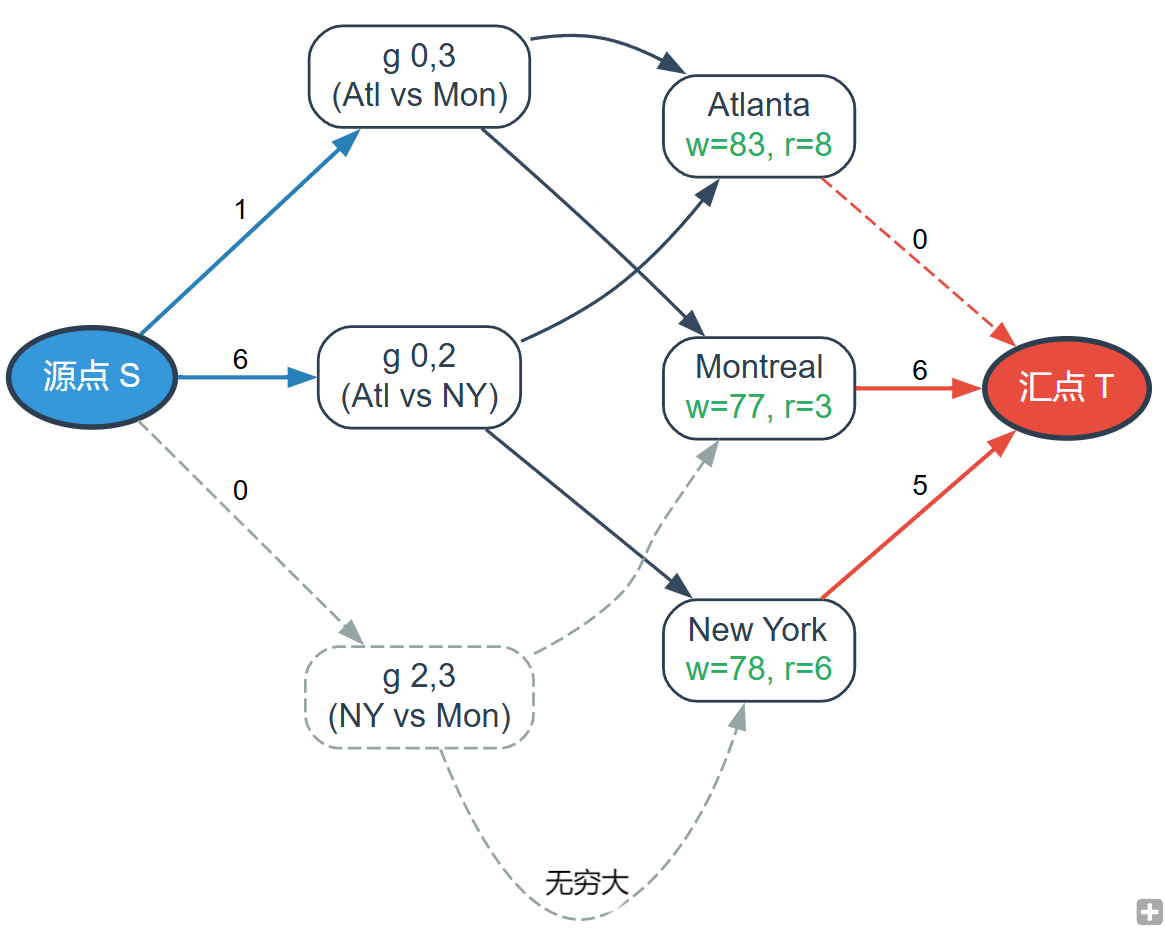 g 0,3
(Atl vs Mon)
Atlanta
w=83, r=8
1
0
源点 S
6
g 0,2
(Atl vs NY)
Montreal
w=77, r=3
6
汇点 T
0
5
g 2,3
(NY vs Mon)
New York
w=78, r=6
无穷大